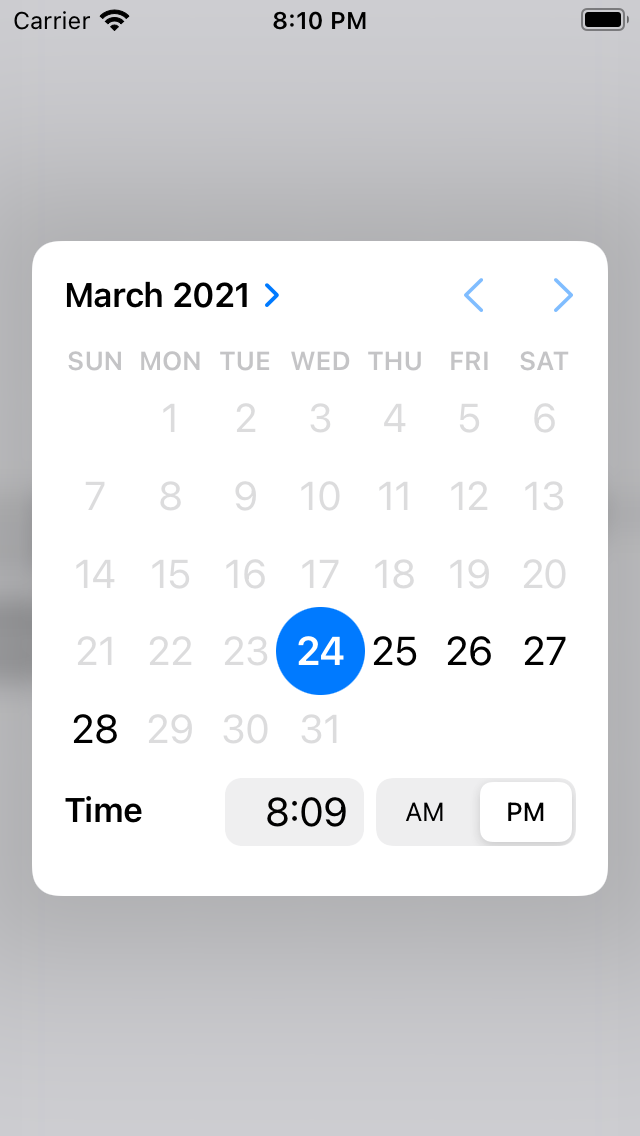 Carrier 8:10 PM
March 2021
SUN MON TUE WED THU FRI SAT
1 2 3 4 5 6
7 8 9 10 11 12 13
14 15 16 17 18 19 20
21 22 23 24 25 26 27
28 29 30 31
Time 8:09 AM PM